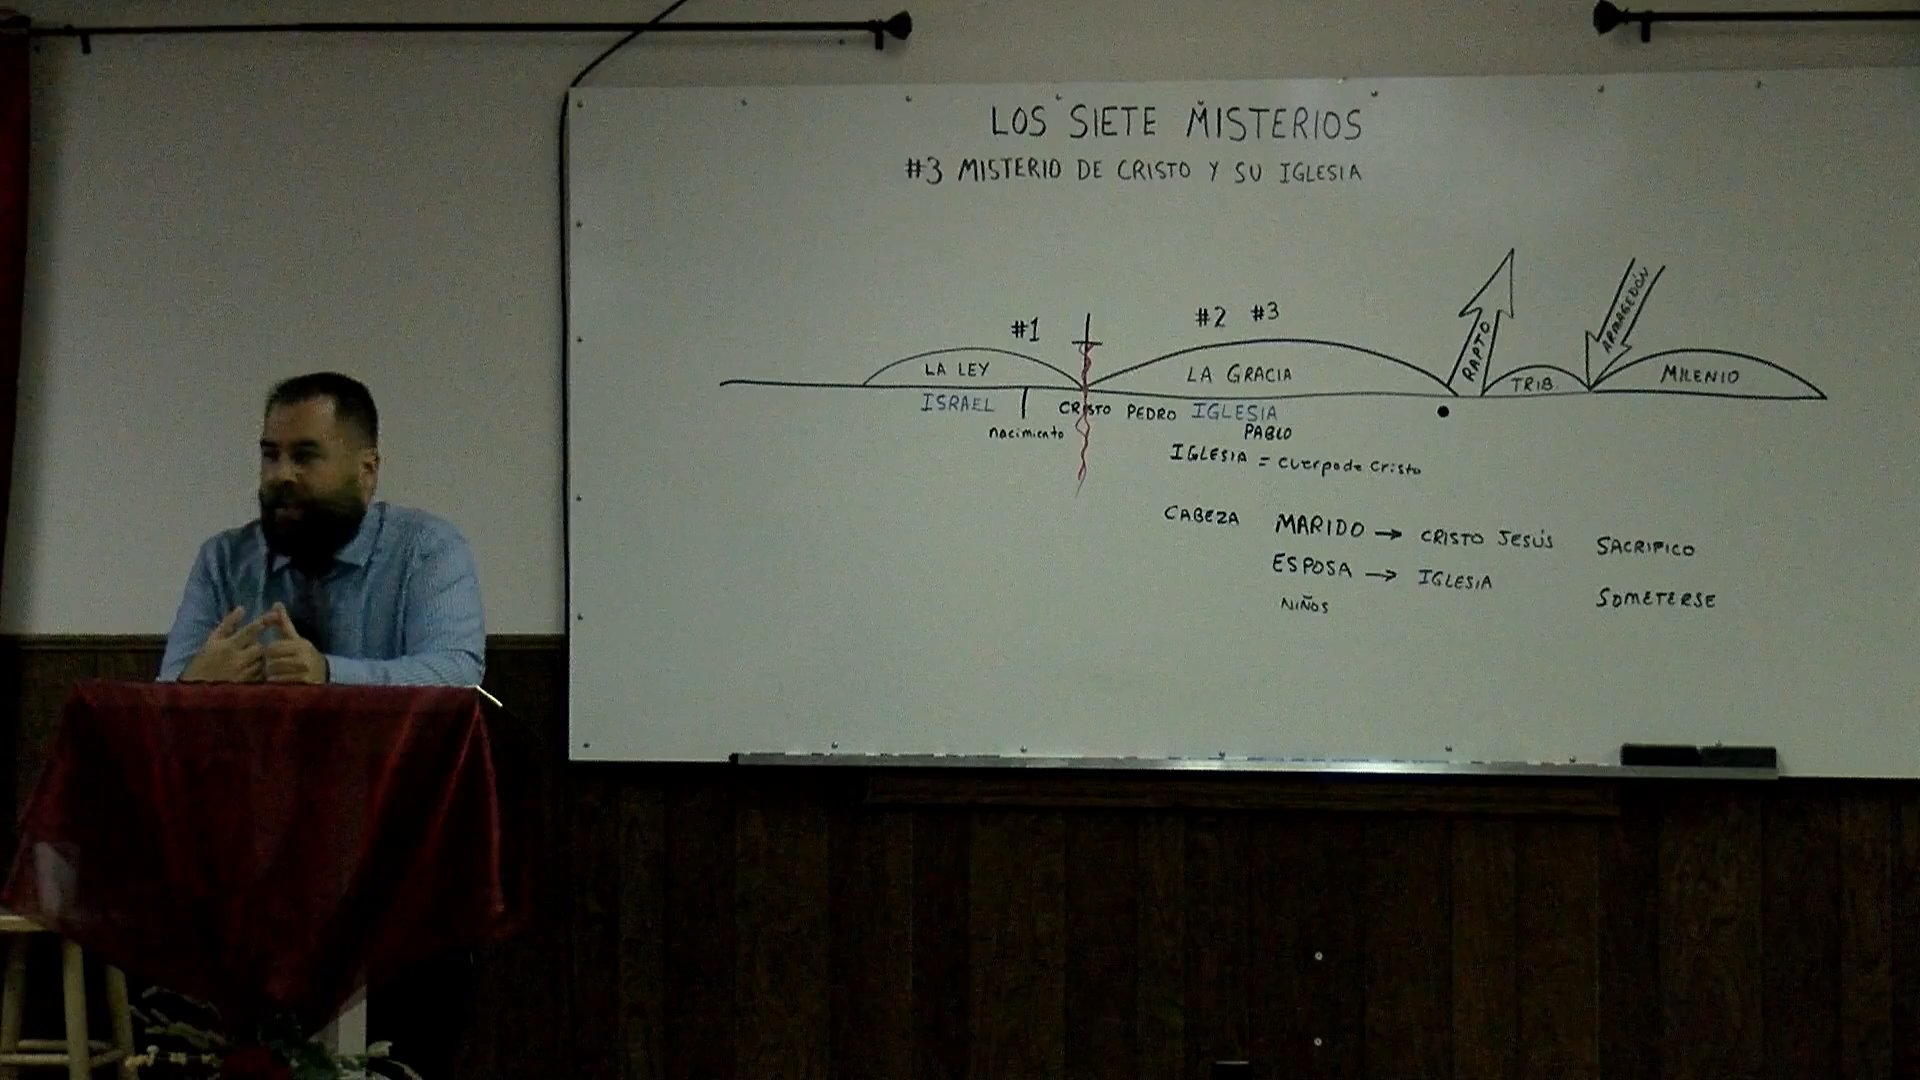 LOS SIETE MISTERIOS
#3 MISTERIO DE CRISTO Y SU IGLESIA
#1 #2 #3
LA LEY LA GRACIA RAPTO TRIB. ARMAGEDÓN MILENIO
ISRAEL CRISTO PEDRO IGLESIA
nacimiento PABLO
IGLESIA = cuerpo de Cristo
CABEZA MARIDO → CRISTO JESÚS SACRIFICO
ESPOSA → IGLESIA SOMETERSE
NIÑOS